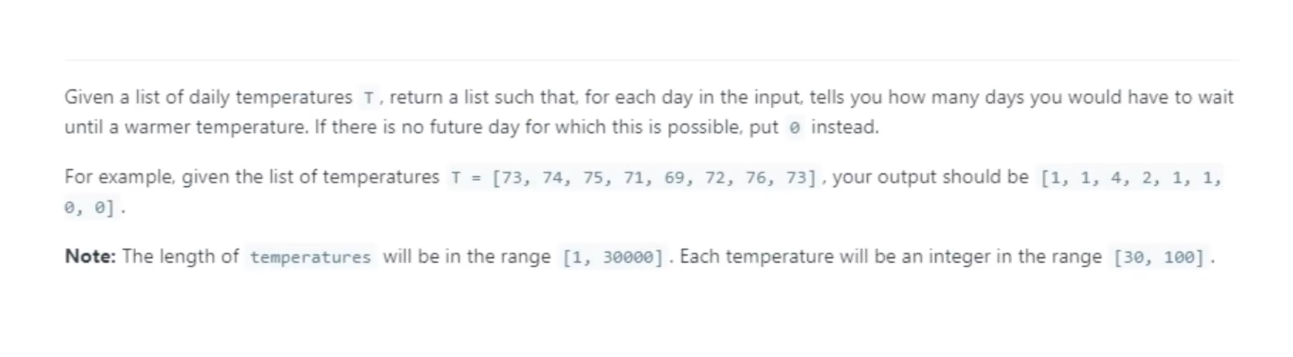 Given a list of daily temperatures T, return a list such that, for each day in the input, tells you how many days you would have to wait
until a warmer temperature. If there is no future day for which this is possible, put 0 instead.
For example, given the list of temperatures T = [73, 74, 75, 71, 69, 72, 76, 73], your output should be [1, 1, 4, 2, 1, 1,
0, 0].
Note: The length of temperatures will be in the range [1, 30000]. Each temperature will be an integer in the range [30, 100].